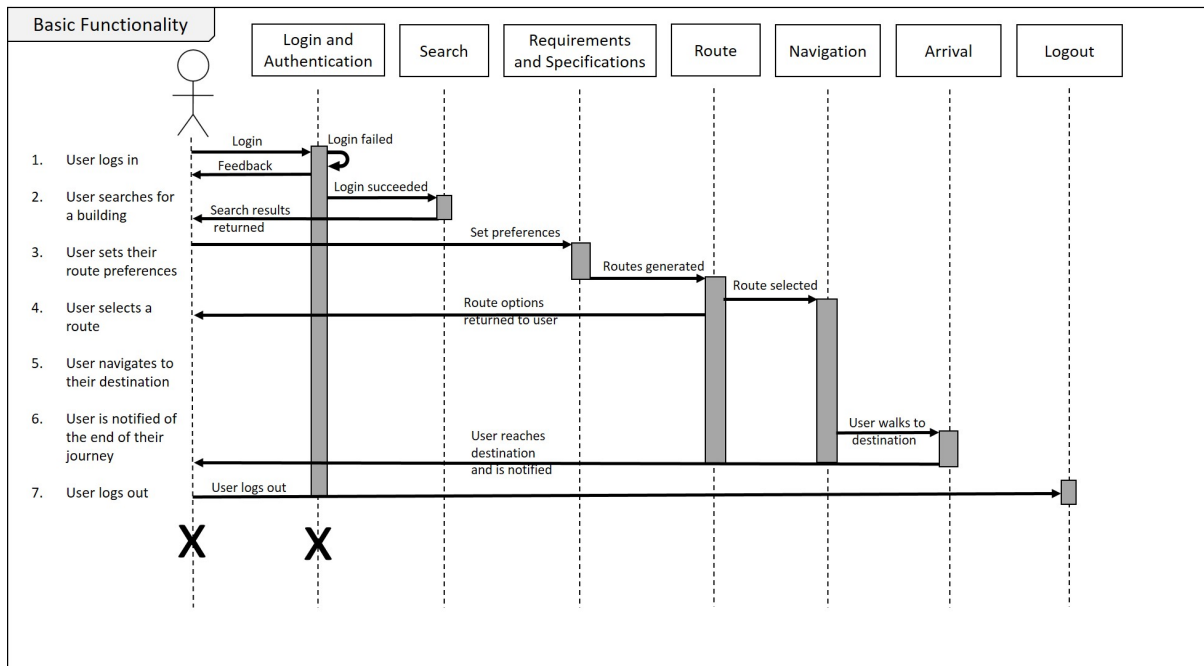 Basic Functionality
Login and
Authentication
Search
Requirements
and Specifications
Route
Navigation
Arrival
Logout
Login
Login failed
1. User logs in
Feedback
2. User searches for
a building
Login succeeded
Search results
returned
Set preferences
3. User sets their
route preferences
Routes generated
Route selected
4. User selects a
route
Route options
returned to user
5. User navigates to
their destination
6. User is notified of
the end of their
journey
User walks to
destination
User reaches
destination
and is notified
7. User logs out
User logs out
X
X